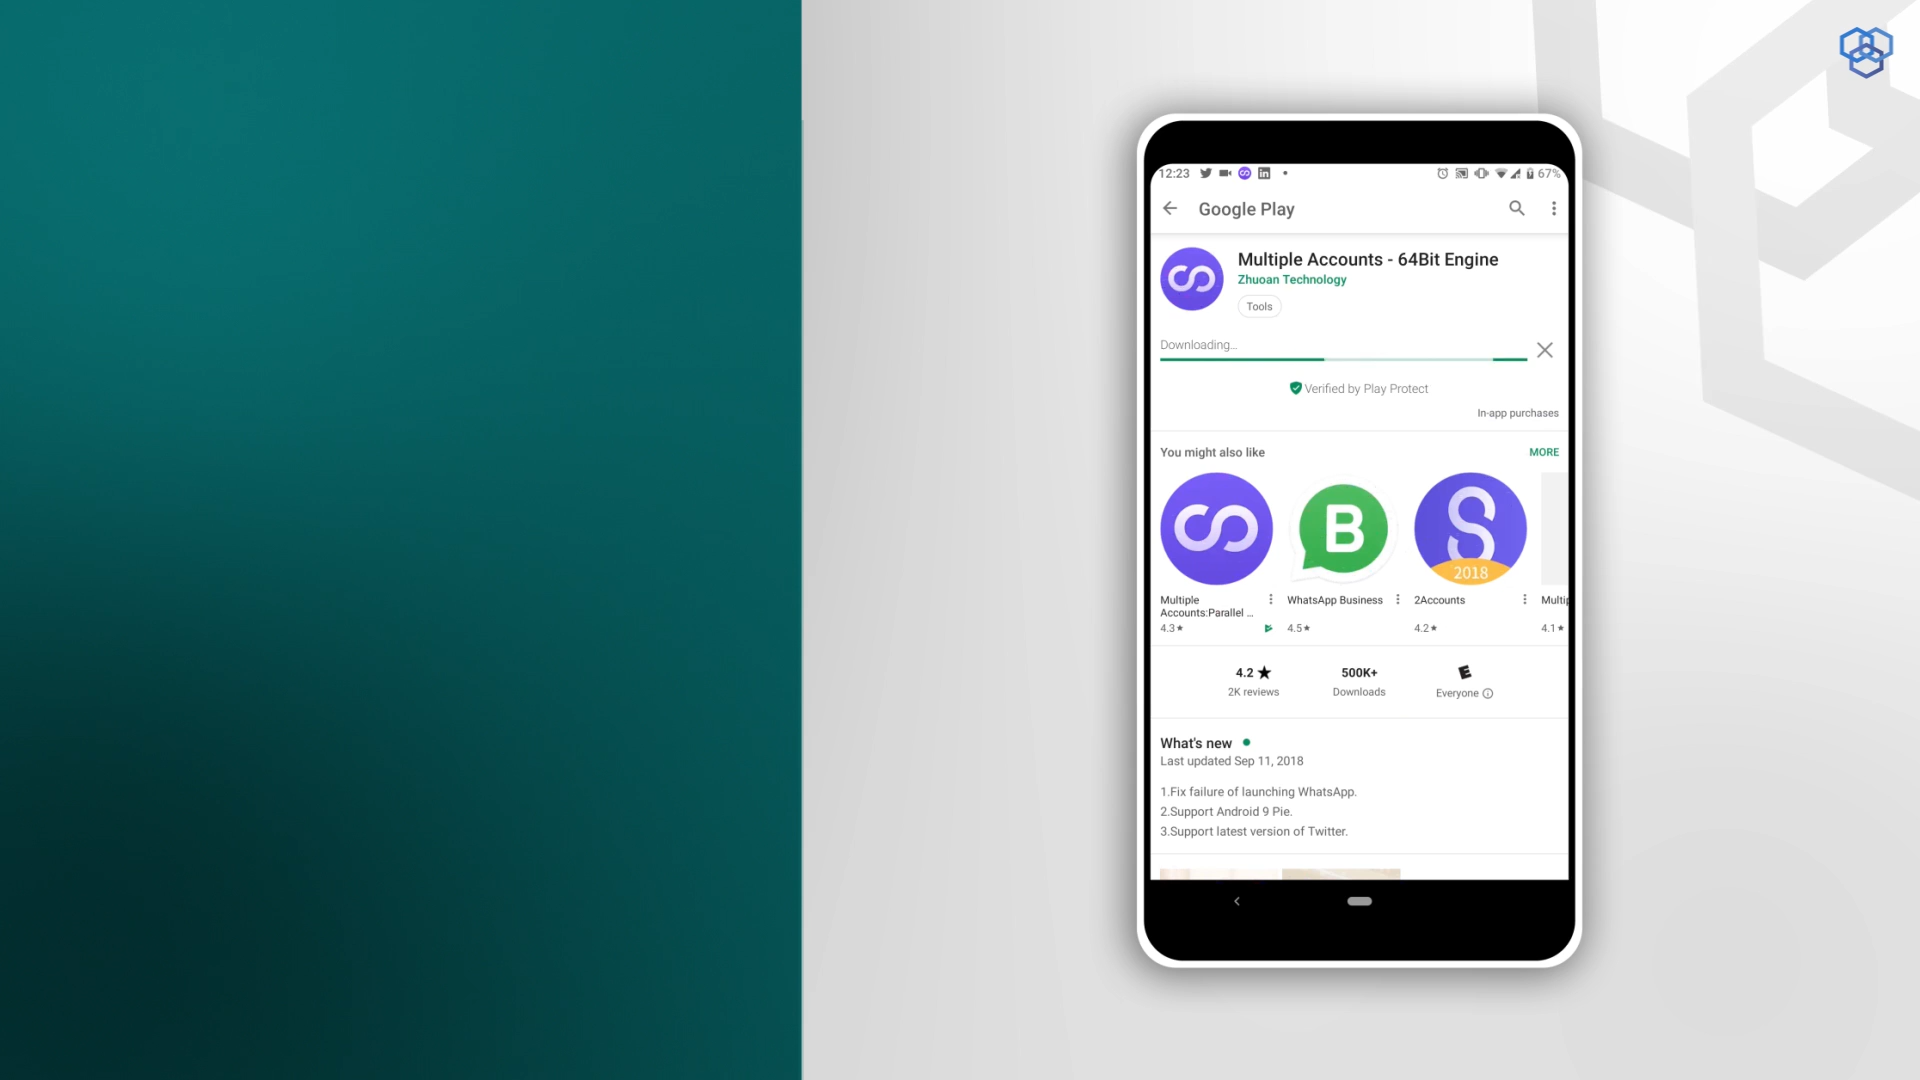 12:23
67%
Google Play
Multiple Accounts - 64Bit Engine
Zhuoan Technology
Tools
Downloading...
Verified by Play Protect
In-app purchases
You might also like
MORE
B
2018
Multiple
Accounts:Parallel ...
WhatsApp Business
2Accounts
Multip
4.3★
4.5★
4.2★
4.1★
4.2 ★
500K+
E
2K reviews
Downloads
Everyone
What's new
Last updated Sep 11, 2018
1.Fix failure of launching WhatsApp.
2.Support Android 9 Pie.
3.Support latest version of Twitter.